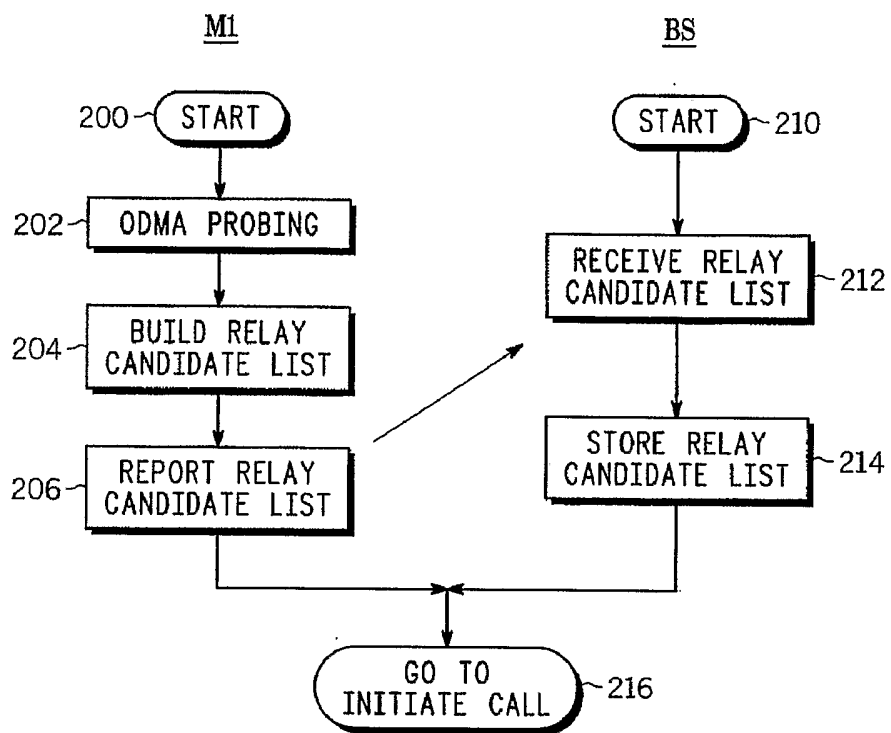 M1
BS
200
START
START
210
202
ODMA PROBING
RECEIVE RELAY
CANDIDATE LIST
212
204
BUILD RELAY
CANDIDATE LIST
206
REPORT RELAY
CANDIDATE LIST
STORE RELAY
CANDIDATE LIST
214
GO TO
INITIATE CALL
216